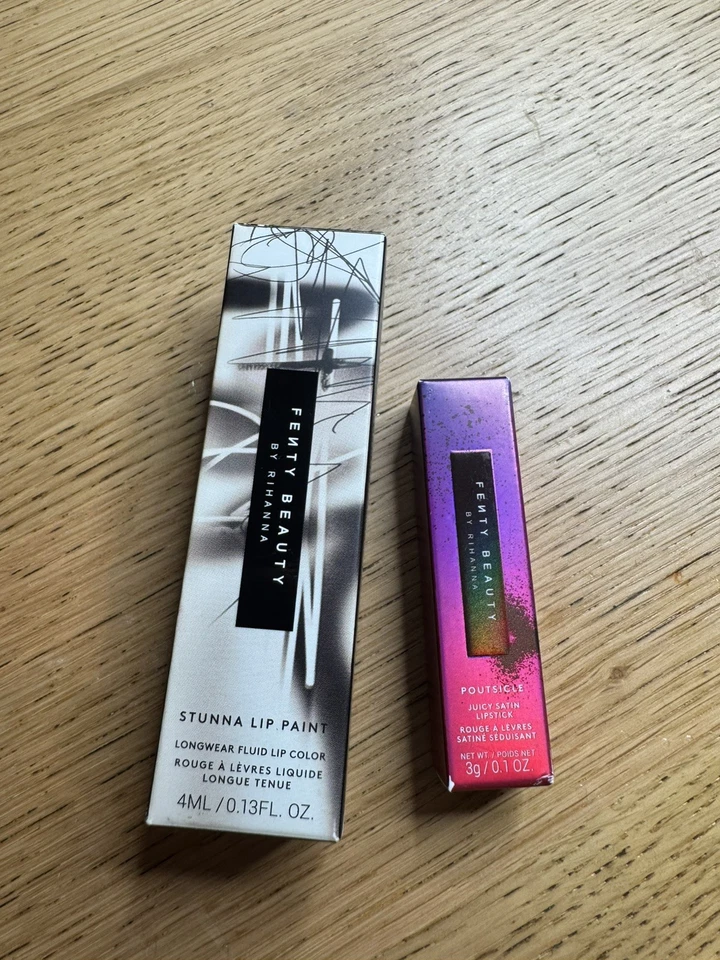 FEИTY BEAUTY
BY RIHANNA
STUNNA LIP PAINT
LONGWEAR FLUID LIP COLOR
ROUGE À LÈVRES LIQUIDE
LONGUE TENUE
4ML / 0.13FL. OZ.
FEИTY BEAUTY
BY RIHANNA
POUTSICLE
JUICY SATIN
LIPSTICK
ROUGE À LÈVRES
SATINÉ SÉDUISANT
NET WT / POIDS NET
3g / 0.1 OZ.